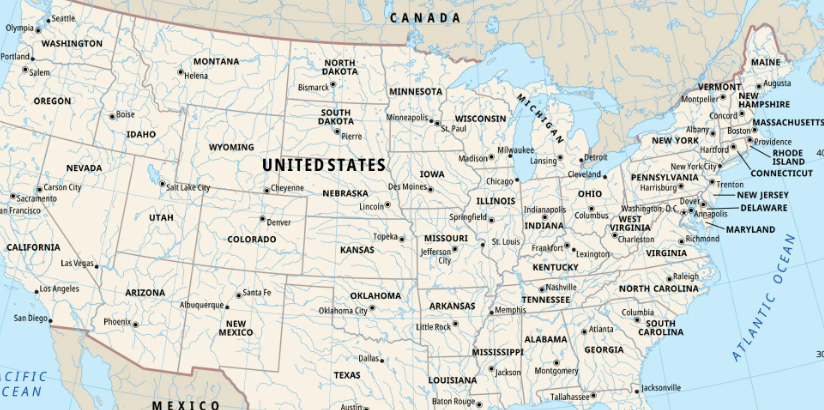 CANADA
Seattle
Olympia
WASHINGTON
Portland
Salem
OREGON
MONTANA
Helena
Boise
IDAHO
NORTH
DAKOTA
Bismarck
SOUTH
DAKOTA
Pierre
MINNESOTA
Minneapolis
St. Paul
WISCONSIN
Madison
Milwaukee
MICHIGAN
Lansing
Detroit
MAINE
Augusta
VERMONT
Montpelier
NEW
HAMPSHIRE
Concord
MASSACHUSETTS
Boston
Albany
NEW YORK
Providence
Hartford
RHODE
ISLAND
CONNECTICUT
New York City
40
WYOMING
UNITED STATES
NEVADA
Carson City
Sacramento
an Francisco
Salt Lake City
UTAH
Cheyenne
NEBRASKA
Lincoln
IOWA
Des Moines
Chicago
ILLINOIS
Springfield
Cleveland
OHIO
Columbus
Indianapolis
INDIANA
PENNSYLVANIA
Harrisburg
Trenton
NEW JERSEY
Dover
DELAWARE
Washington, D.C.
Annapolis
MARYLAND
WEST
VIRGINIA
Charleston
Richmond
VIRGINIA
CALIFORNIA
Las Vegas
Denver
COLORADO
Topeka
KANSAS
MISSOURI
Jefferson
City
St. Louis
Frankfort
Lexington
KENTUCKY
Los Angeles
San Diego
ARIZONA
Phoenix
Santa Fe
Albuquerque
NEW
MEXICO
OKLAHOMA
Oklahoma City
ARKANSAS
Little Rock
Nashville
TENNESSEE
Memphis
Raleigh
NORTH CAROLINA
Columbia
SOUTH
CAROLINA
Atlanta
GEORGIA
ALABAMA
Montgomery
MISSISSIPPI
Jackson
Dallas
TEXAS
Austin
LOUISIANA
Baton Rouge
Tallahassee
Jacksonville
ATLANTIC OCEAN
30
ACIFIC
CEAN
MEXICO